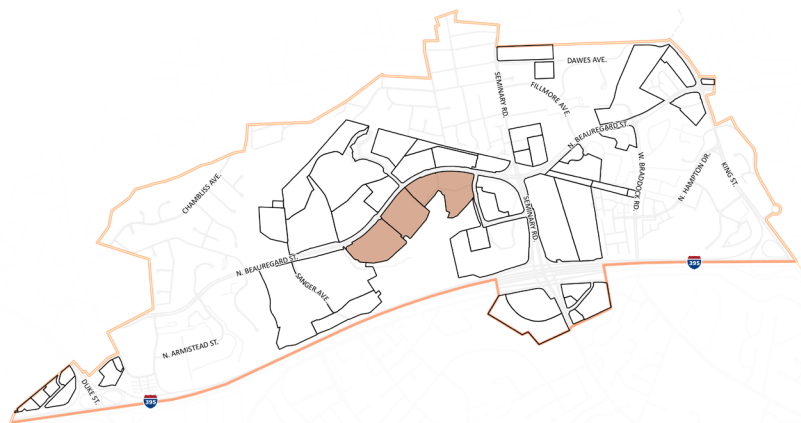 DAWES AVE.
SEMINARY RD.
FILLMORE AVE.
N. BEAUREGARD ST.
W. BRADDOCK RD.
N. HAMPTON DR.
KING ST.
CHAMBLISS AVE.
SEMINARY RD.
N. BEAUREGARD ST.
SANGER AVE.
395
N. ARMISTEAD ST.
DUKE ST.
395